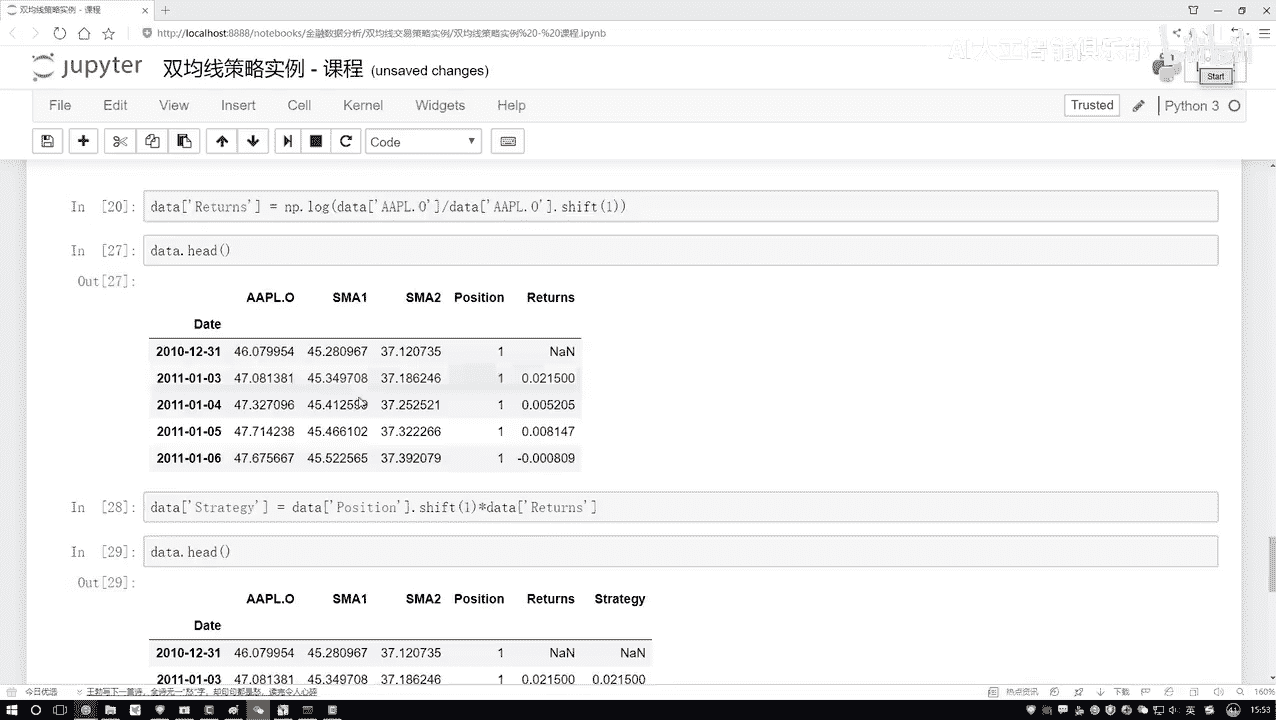 双均线策略实例 - 课程
http://localhost:8888/notebooks/金融数据分析/双均线交易策略实例/双均线策略实例%20-%20课程.ipynb
AI人工智能俱乐部
jupyter 双均线策略实例 - 课程 (unsaved changes)
Start
File Edit View Insert Cell Kernel Widgets Help
Trusted Python 3
Code
In [20]: data['Returns'] = np.log(data['AAPL.O']/data['AAPL.O'].shift(1))
In [27]: data.head()
Out[27]:
AAPL.O SMA1 SMA2 Position Returns
Date
2010-12-31 46.079954 45.280967 37.120735 1 NaN
2011-01-03 47.081381 45.349708 37.186246 1 0.021500
2011-01-04 47.327096 37.252521 1 0.005205
2011-01-05 47.714238 45.466102 37.322266 1 0.008147
2011-01-06 47.675667 45.522565 37.392079 1 -0.000809
In [28]: data['Strategy'] = data['Position'].shift(1)*data['Returns']
In [29]: data.head()
Out[29]:
AAPL.O SMA1 SMA2 Position Returns Strategy
Date
2010-12-31 46.079954 45.280967 37.120735 1 NaN NaN
2011-01-03 47.081381 45.349708 37.186246 1 0.021500 0.021500
今日优选
热点资讯 下载 160%
英 15:53